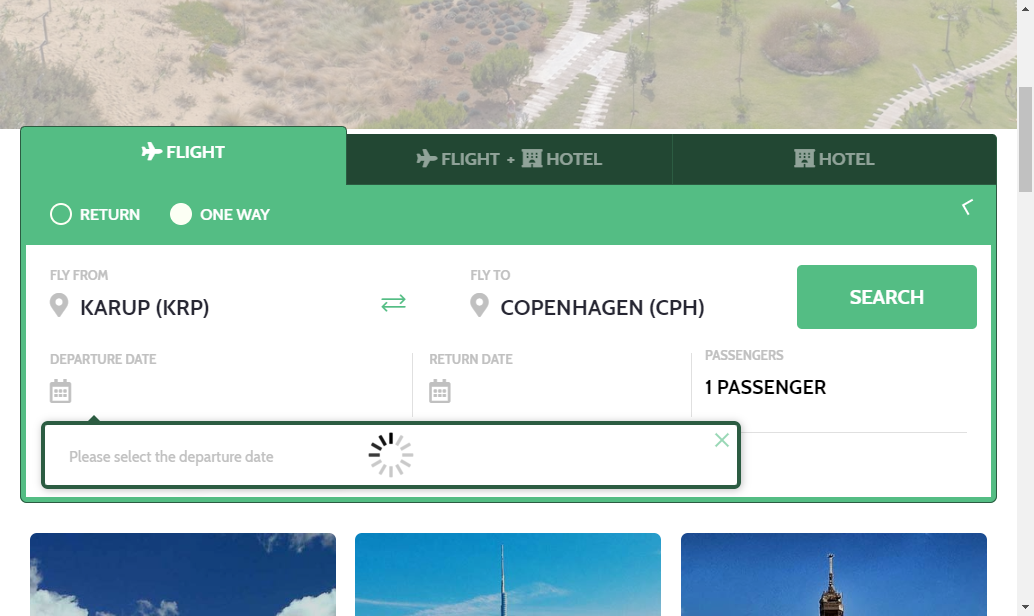 FLIGHT
FLIGHT + HOTEL
HOTEL
RETURN
ONE WAY
FLY FROM
KARUP (KRP)
FLY TO
COPENHAGEN (CPH)
SEARCH
DEPARTURE DATE
RETURN DATE
PASSENGERS
1 PASSENGER
Please select the departure date